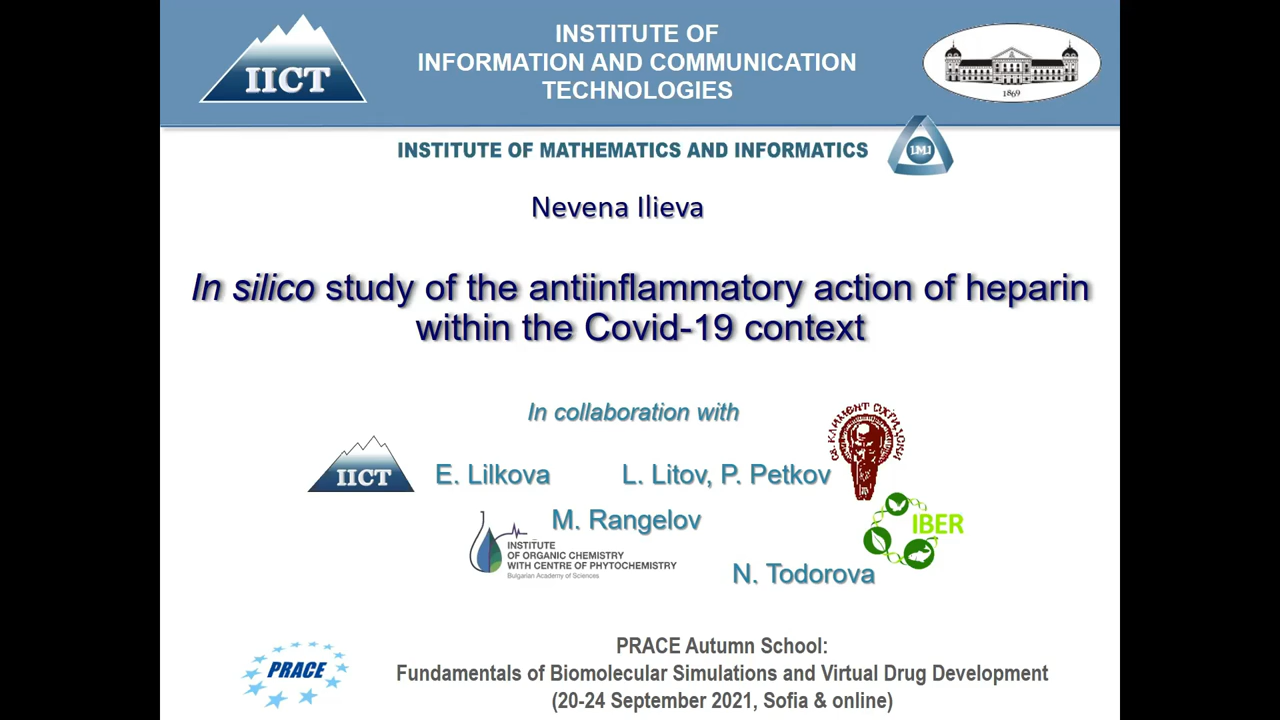 IICT
INSTITUTE OF
INFORMATION AND COMMUNICATION
TECHNOLOGIES
1869
INSTITUTE OF MATHEMATICS AND INFORMATICS
IMI
Nevena Ilieva
In silico study of the antiinflammatory action of heparin
within the Covid-19 context
In collaboration with
СВ. КЛИМЕНТ ОХРИДСКИ
IICT
E. Lilkova
L. Litov, P. Petkov
M. Rangelov
IBER
INSTITUTE
OF ORGANIC CHEMISTRY
WITH CENTRE OF PHYTOCHEMISTRY
Bulgarian Academy of Sciences
N. Todorova
PRACE
PRACE Autumn School:
Fundamentals of Biomolecular Simulations and Virtual Drug Development
(20-24 September 2021, Sofia & online)